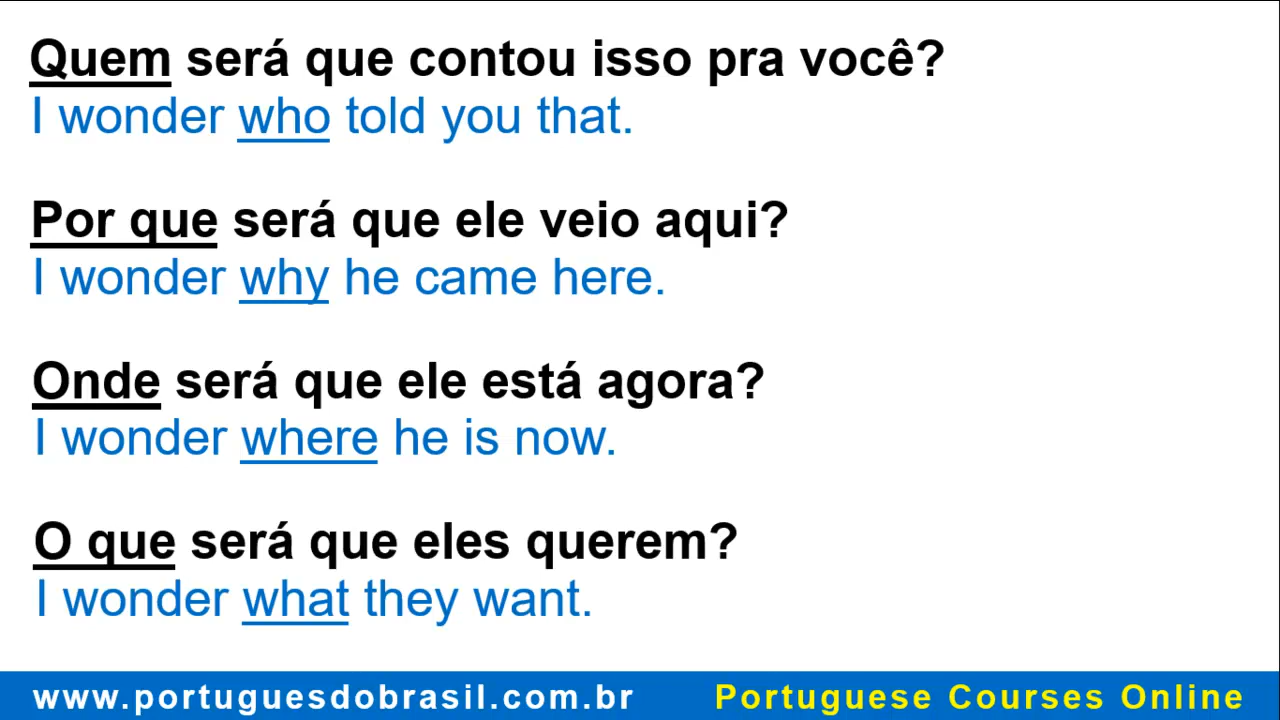 Quem será que contou isso pra você?
I wonder who told you that.
Por que será que ele veio aqui?
I wonder why he came here.
Onde será que ele está agora?
I wonder where he is now.
O que será que eles querem?
I wonder what they want.
www.portuguesdobrasil.com.br Portuguese Courses Online